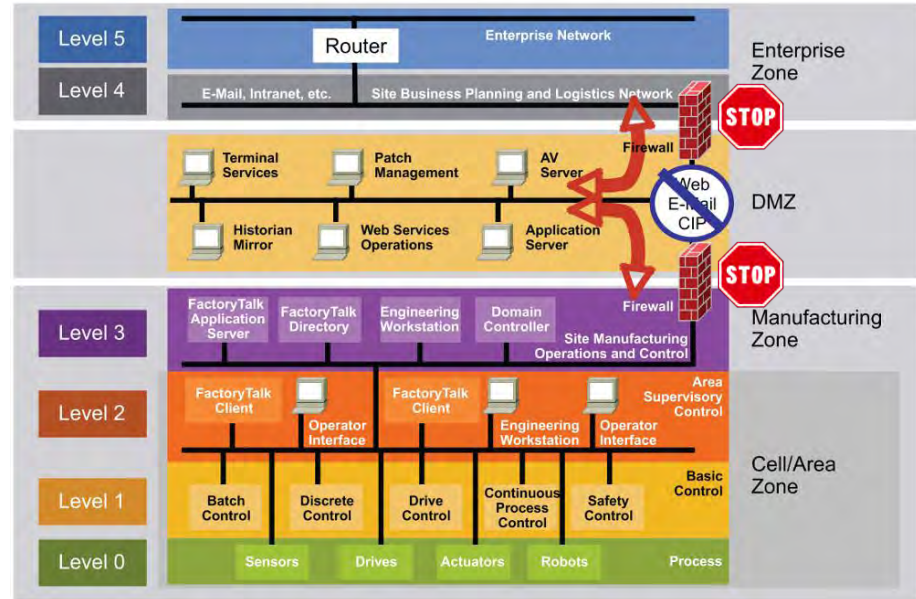 Level 5
Router
Enterprise Network
Enterprise
Zone
Level 4
E-Mail, Intranet, etc.
Site Business Planning and Logistics Network
STOP
Firewall
Terminal
Services
Patch
Management
AV
Server
Web
E-Mail
CIP
DMZ
Historian
Mirror
Web Services
Operations
Application
Server
STOP
Firewall
Level 3
FactoryTalk
Application
Server
FactoryTalk
Directory
Engineering
Workstation
Domain
Controller
Site Manufacturing
Operations and Control
Manufacturing
Zone
Level 2
FactoryTalk
Client
Operator
Interface
FactoryTalk
Client
Engineering
Workstation
Operator
Interface
Area
Supervisory
Control
Level 1
Batch
Control
Discrete
Control
Drive
Control
Continuous
Process
Control
Safety
Control
Basic
Control
Cell/Area
Zone
Level 0
Sensors
Drives
Actuators
Robots
Process